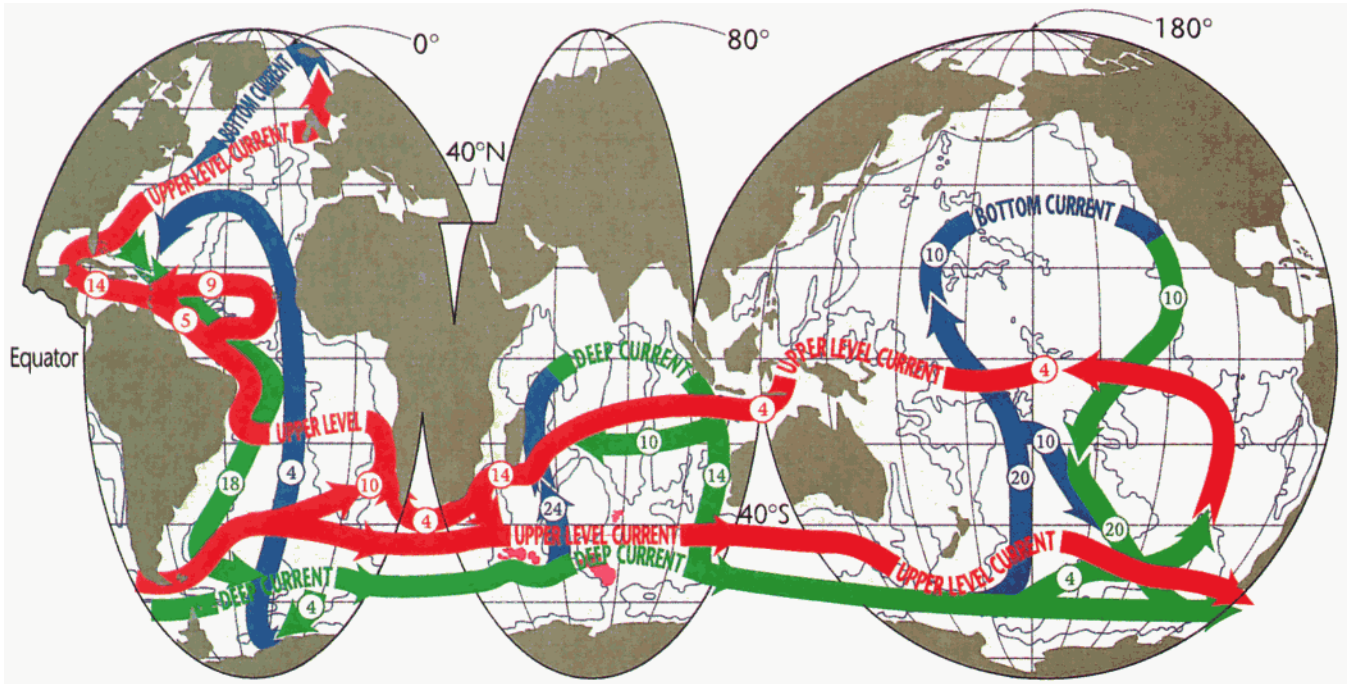 0°
80°
180°
BOTTOM CURRENT
UPPER LEVEL CURRENT
40°N
BOTTOM CURRENT
10
10
14
9
5
Equator
DEEP CURRENT
UPPER LEVEL CURRENT
4
4
UPPER LEVEL
10
10
18
4
10
14
14
20
4
24
40°S
20
UPPER LEVEL CURRENT
DEEP CURRENT
UPPER LEVEL CURRENT
4
DEEP CURRENT
4